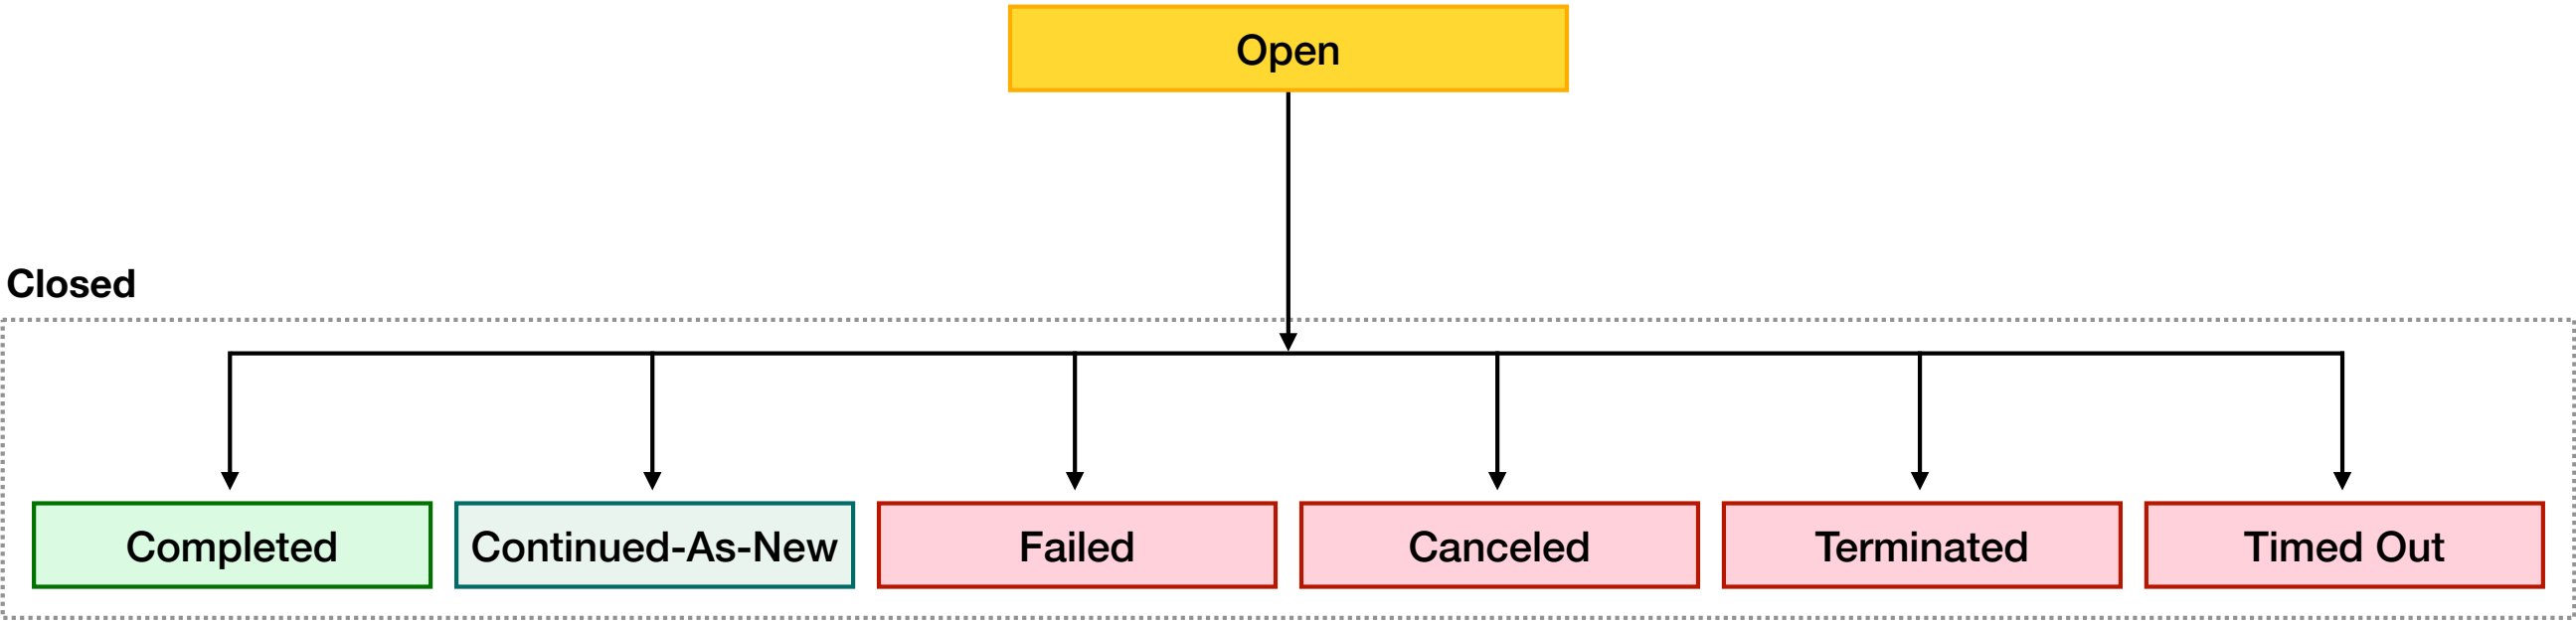 Open
Closed
Completed
Continued-As-New
Failed
Canceled
Terminated
Timed Out